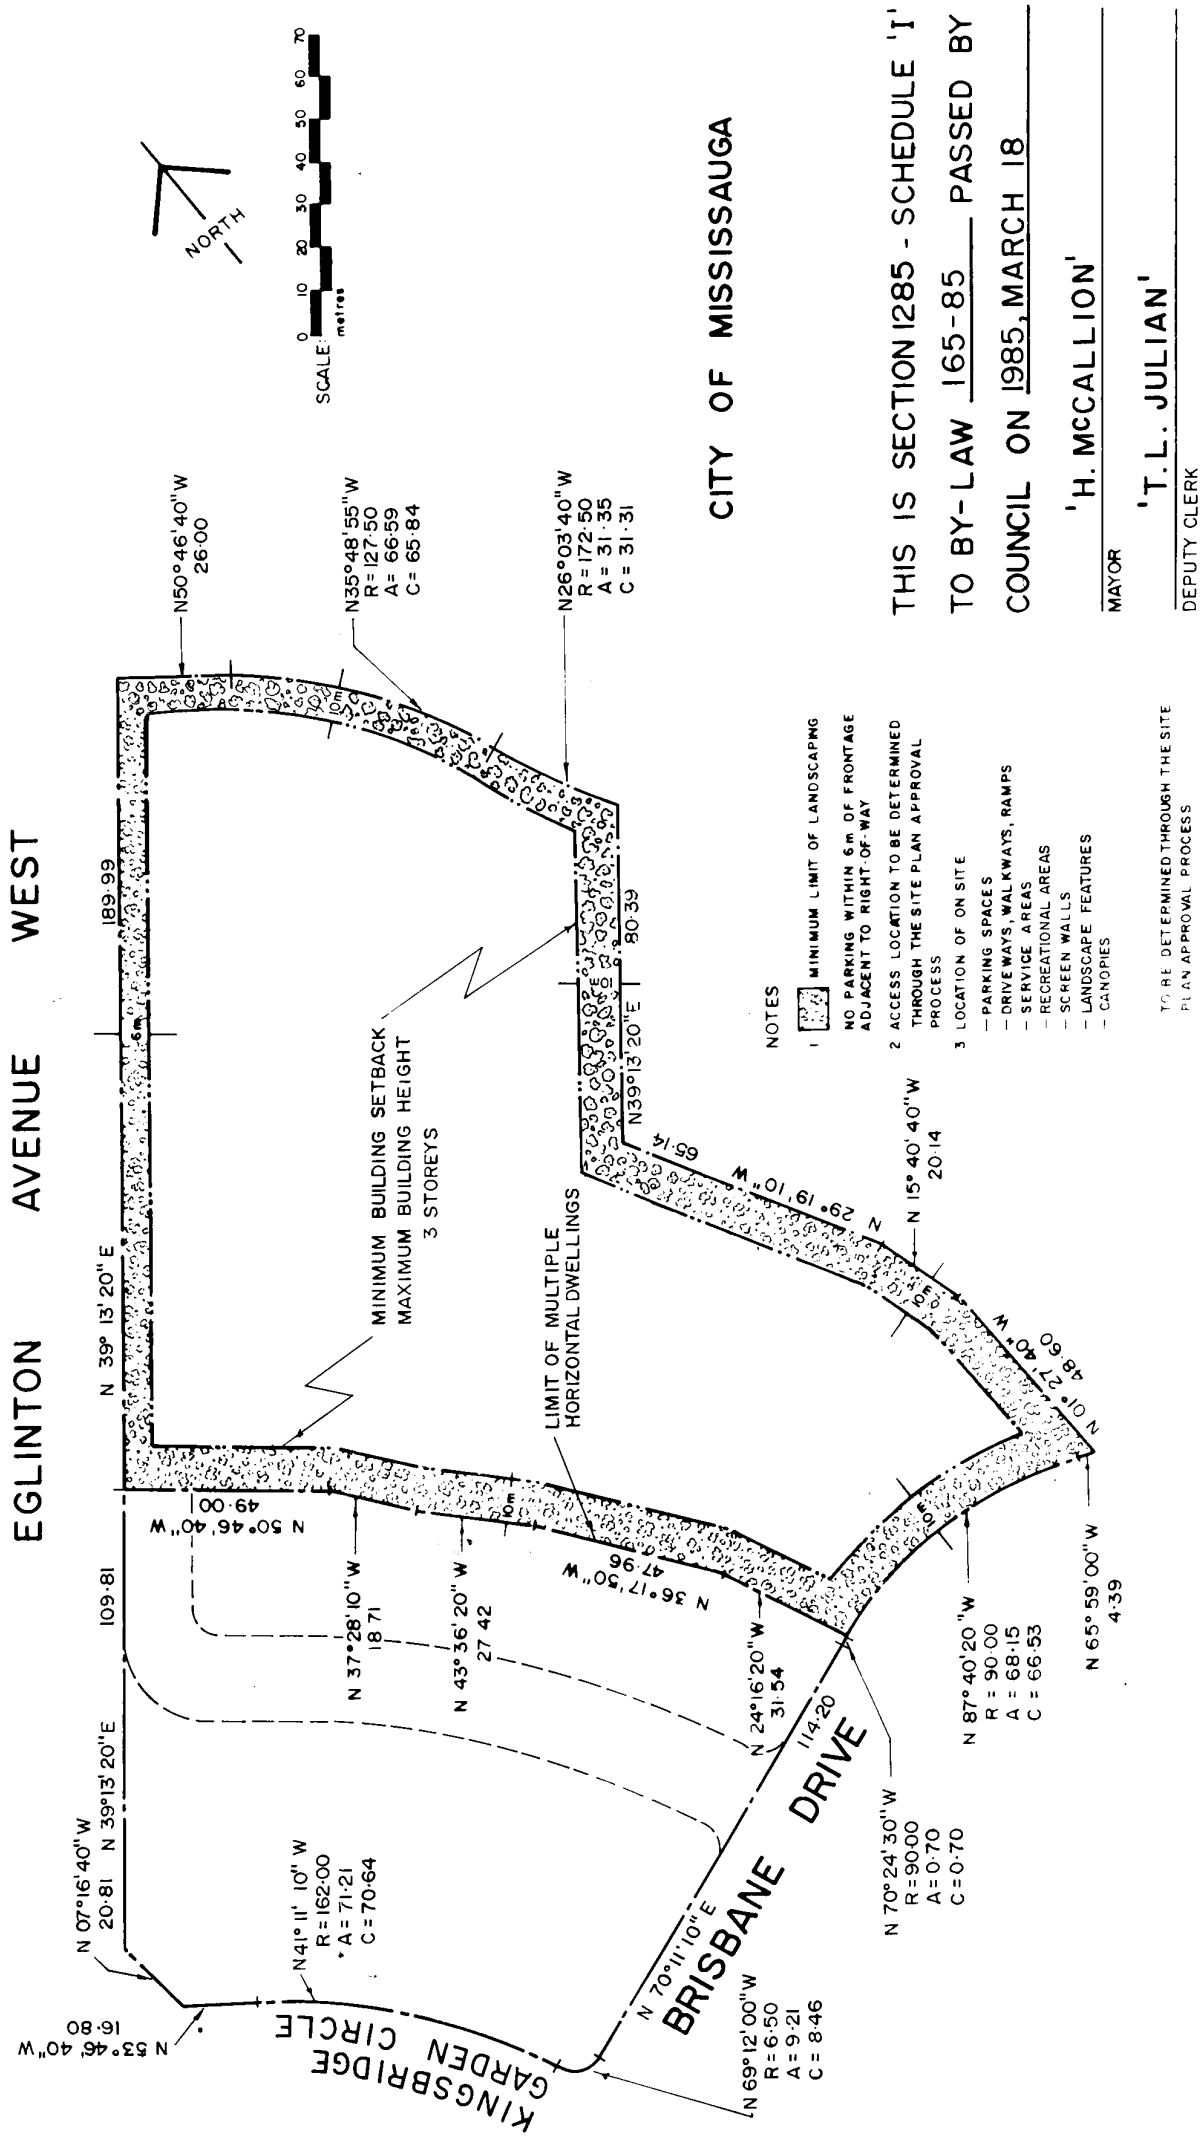 EGLINTON AVENUE WEST
N 07°16'40" W
20·81
N 53°46'40" W
16·80
N 39°13'20" E
109·81
N 39° 13' 20" E
189·99
6m
N50°46'40" W
26·00
N35°48'55" W
R = 127·50
A = 66·59
C = 65·84
N26°03'40" W
R = 172·50
A = 31·35
C = 31·31
10m
N 50°46'40" W
49·00
N 37°28'10" W
18·71
N 43°36'20" W
27·42
10m
N 36°17'50" W
47·96
N 24°16'20" W
31·54
N41°11'10" W
R = 162·00
A = 71·21
C = 70·64
KINGSBRIDGE
GARDEN CIRCLE
N 69°12'00" W
R = 6·50
A = 9·21
C = 8·46
N 70°11'10" E
114·20
BRISBANE DRIVE
N 70°24'30" W
R = 90·00
A = 0·70
C = 0·70
N 87°40'20" W
R = 90·00
A = 68·15
C = 66·53
10m
N 65°59'00" W
4·39
N 01°27'40" W
48·60
N 15°40'40" W
20·14
10m
N 29°19'10" W
65·14
N39°13'20" E
80·39
10m
MINIMUM BUILDING SETBACK
MAXIMUM BUILDING HEIGHT
3 STOREYS
LIMIT OF MULTIPLE
HORIZONTAL DWELLINGS
NORTH
SCALE:
0 10 20 30 40 50 60 70
metres
NOTES
1 MINIMUM LIMIT OF LANDSCAPING
NO PARKING WITHIN 6m OF FRONTAGE
ADJACENT TO RIGHT-OF-WAY
2 ACCESS LOCATION TO BE DETERMINED
THROUGH THE SITE PLAN APPROVAL
PROCESS
3 LOCATION OF ON SITE
— PARKING SPACES
— DRIVEWAYS, WALKWAYS, RAMPS
— SERVICE AREAS
— RECREATIONAL AREAS
— SCREEN WALLS
— LANDSCAPE FEATURES
— CANOPIES
TO BE DETERMINED THROUGH THE SITE
PLAN APPROVAL PROCESS
CITY OF MISSISSAUGA
THIS IS SECTION 1285 - SCHEDULE 'I'
TO BY-LAW 165-85 PASSED BY
COUNCIL ON 1985, MARCH 18
'H. McCALLION'
MAYOR
'T.L. JULIAN'
DEPUTY CLERK